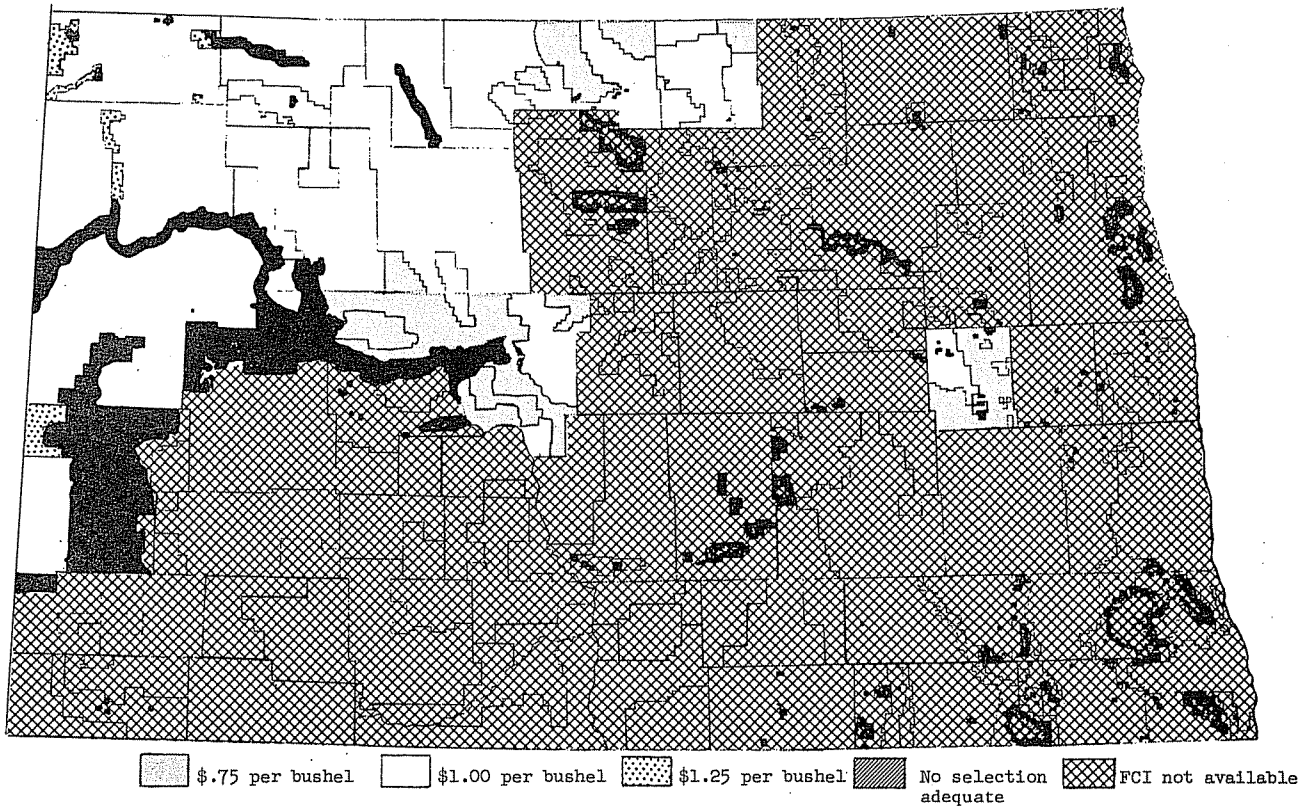 $.75 per bushel
$1.00 per bushel
$1.25 per bushel
No selection
adequate
FCI not available